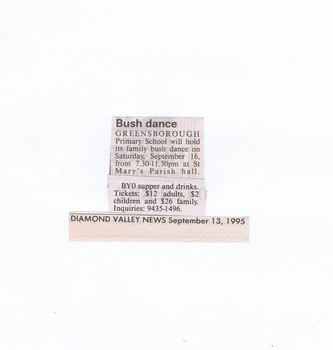 Bush dance
GREENSBOROUGH
Primary School will hold
its family bush dance on
Saturday, September 16,
from 7.30-11.30pm at St
Mary's Parish hall.
BYO supper and drinks.
Tickets: $12 adults, $2
children and $26 family.
Inquiries: 9435-1496.
DIAMOND VALLEY NEWS September 13, 1995